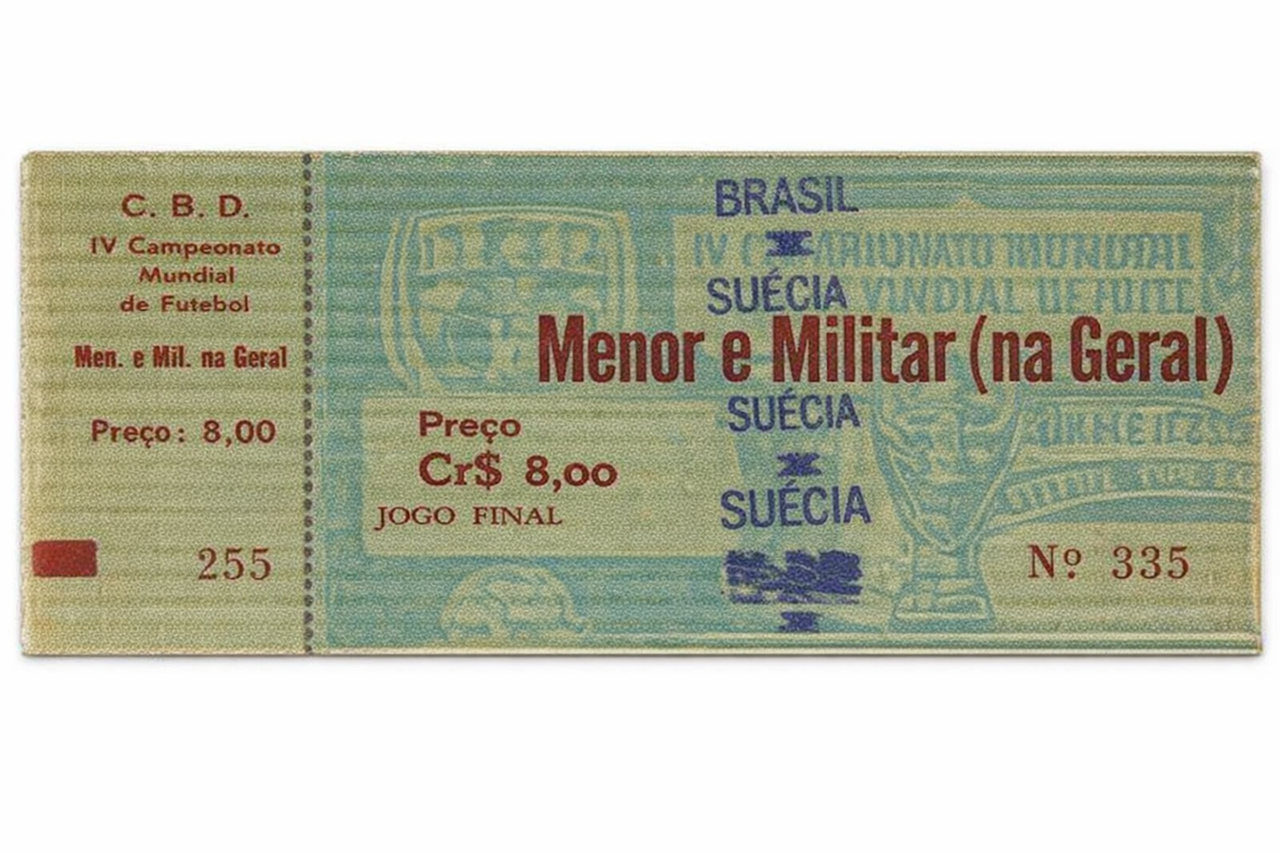 C. B. D.
IV Campeonato
Mundial
de Futebol
Men. e Mil. na Geral
Preço: 8,00
255
BRASIL
SUÉCIA
Menor e Militar (na Geral)
SUÉCIA
SUÉCIA
Preço
Cr$ 8,00
JOGO FINAL
Nº 335